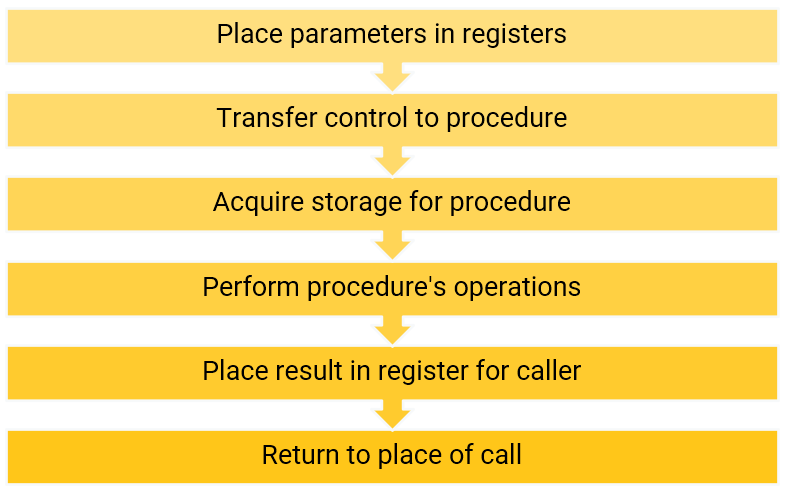 Place parameters in registers
Transfer control to procedure
Acquire storage for procedure
Perform procedure's operations
Place result in register for caller
Return to place of call